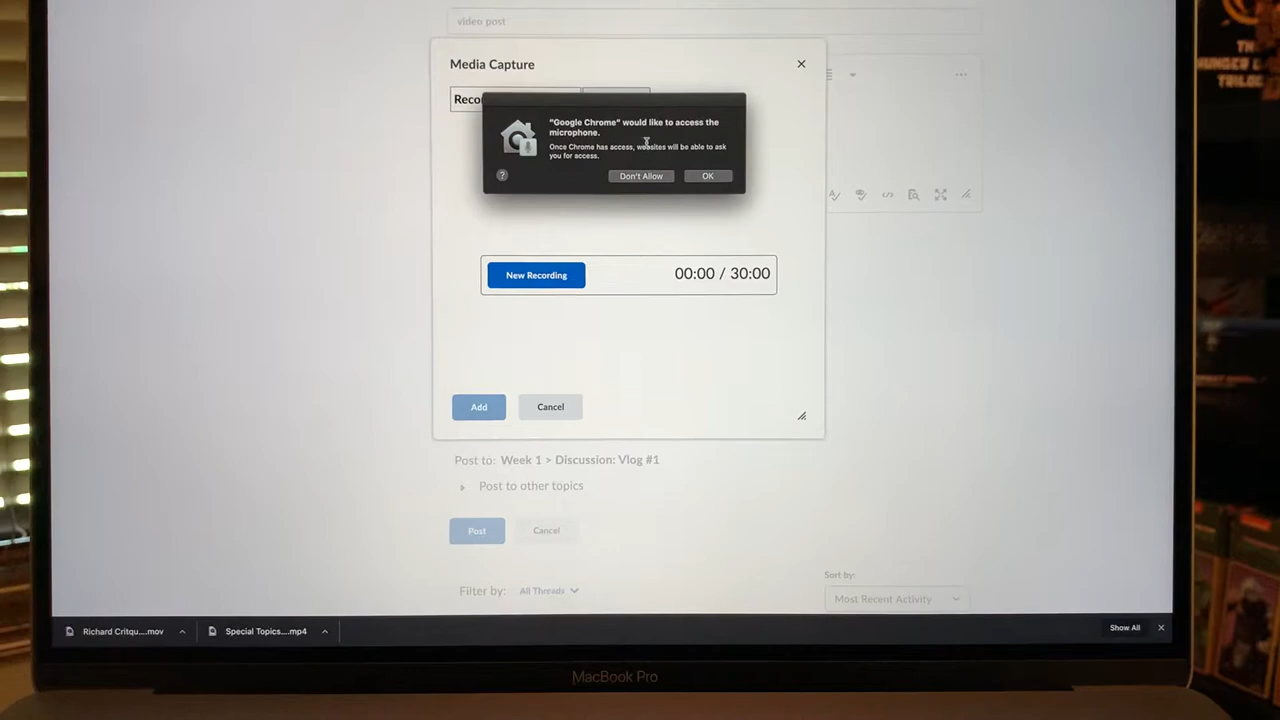 video post
Media Capture
Reco
"Google Chrome" would like to access the
microphone.
Once Chrome has access, websites will be able to ask
you for access.
?
Don't Allow
OK
New Recording
00:00 / 30:00
Add
Cancel
Post to: Week 1 > Discussion: Vlog #1
Post to other topics
Post
Cancel
Filter by: All Threads
Sort by:
Most Recent Activity
Richard Critqu....mov
Special Topics....mp4
Show All
MacBook Pro
HUNGER
TRILO